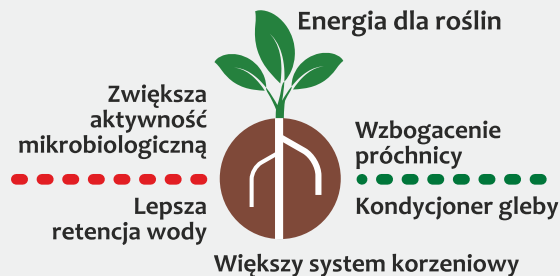 Energia dla roślin
Zwiększa
aktywność
mikrobiologiczną
Wzbogacenie
próchnicy
Lepsza
retencja wody
Kondycjoner gleby
Większy system korzeniowy